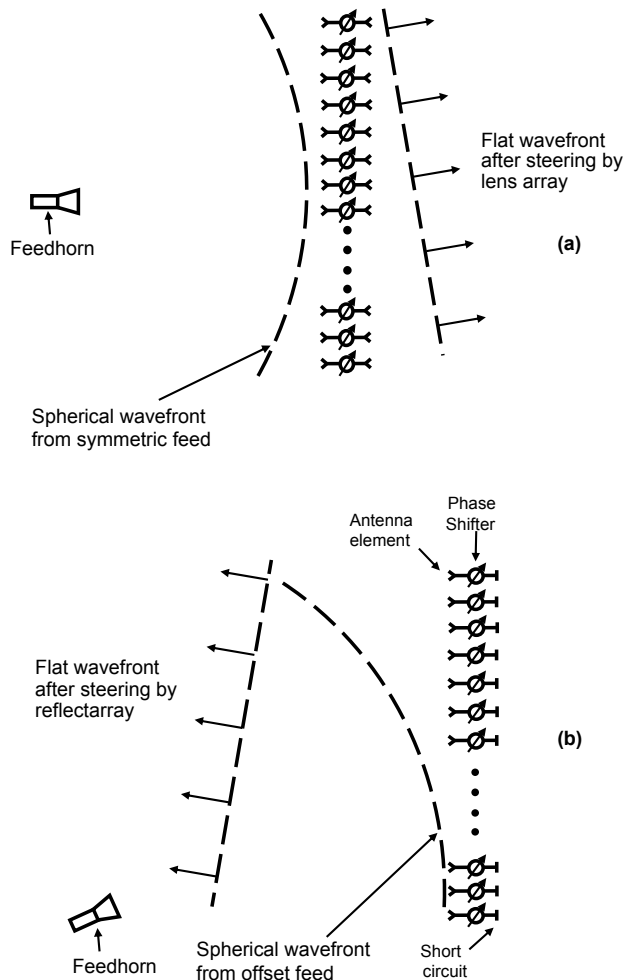 Flat wavefront
after steering by
lens array
(a)
Feedhorn
Spherical wavefront
from symmetric feed
Phase
Shifter
Antenna
element
Flat wavefront
after steering by
reflectarray
(b)
Feedhorn
Spherical wavefront
from offset feed
Short
circuit